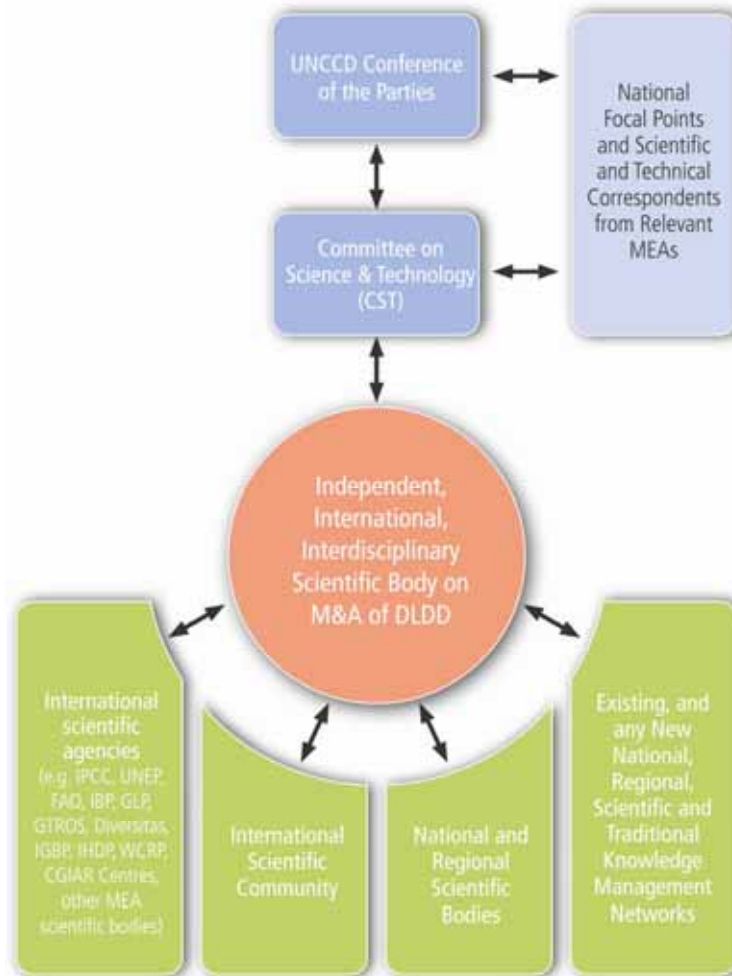 UNCCD Conference
of the Parties
National
Focal Points
and Scientific
and Technical
Correspondents
from Relevant
MEAs
Committee on
Science & Technology
(CST)
Independent,
International,
Interdisciplinary
Scientific Body on
M&A of DLDD
International
scientific
agencies
(e.g. IPCC, UNEP,
FAO, IBP, GLP,
GTROS, Diversitas,
IGBP, IHDP, WCRP,
CGIAR Centres,
other MEA
scientific bodies)
International
Scientific
Community
National and
Regional
Scientific
Bodies
Existing, and
any New
National,
Regional,
Scientific and
Traditional
Knowledge
Management
Networks